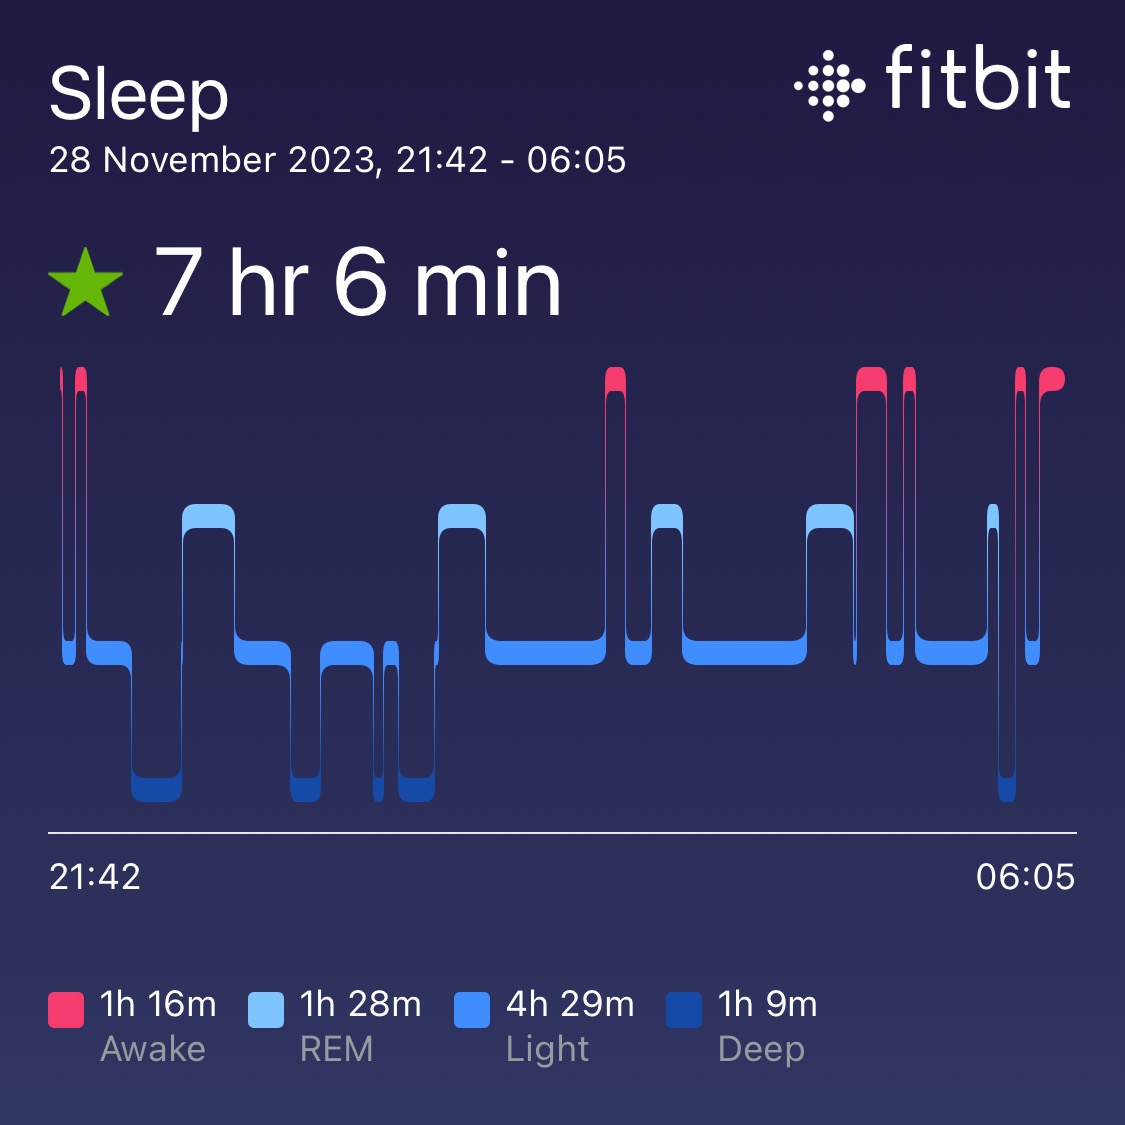 Sleep
fitbit
28 November 2023, 21:42 - 06:05
7 hr 6 min
21:42
06:05
1h 16m
Awake
1h 28m
REM
4h 29m
Light
1h 9m
Deep